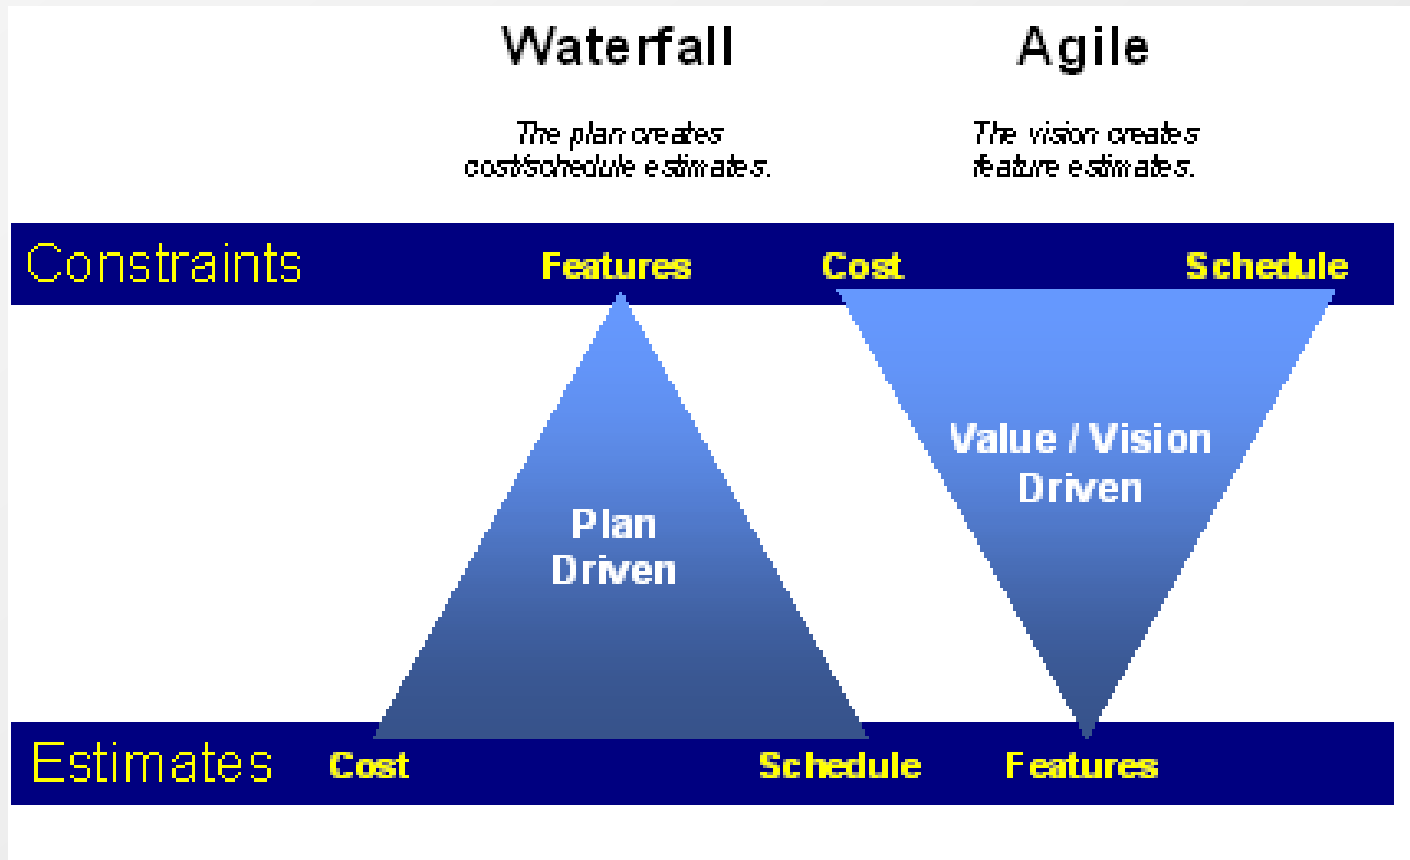 Waterfall
Agile
The plan creates
cost/schedule estimates.
The vision creates
feature estimates.
Constraints
Features
Cost
Schedule
Value / Vision
Driven
Plan
Driven
Estimates
Cost
Schedule
Features